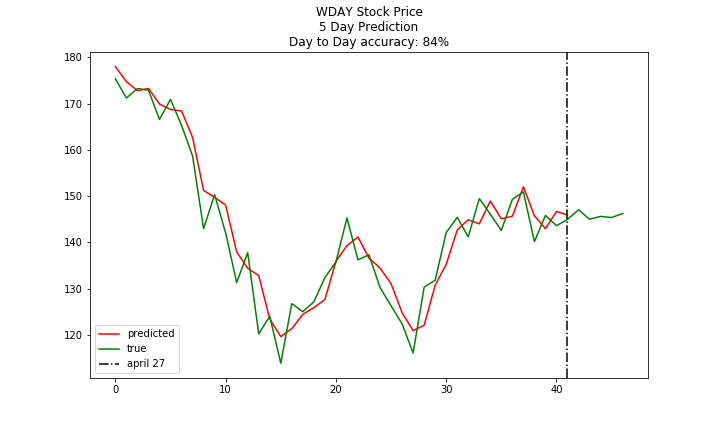 WDAY Stock Price
5 Day Prediction
Day to Day accuracy: 84%
180
170
160
150
140
130
120
predicted
true
april 27
0 10 20 30 40